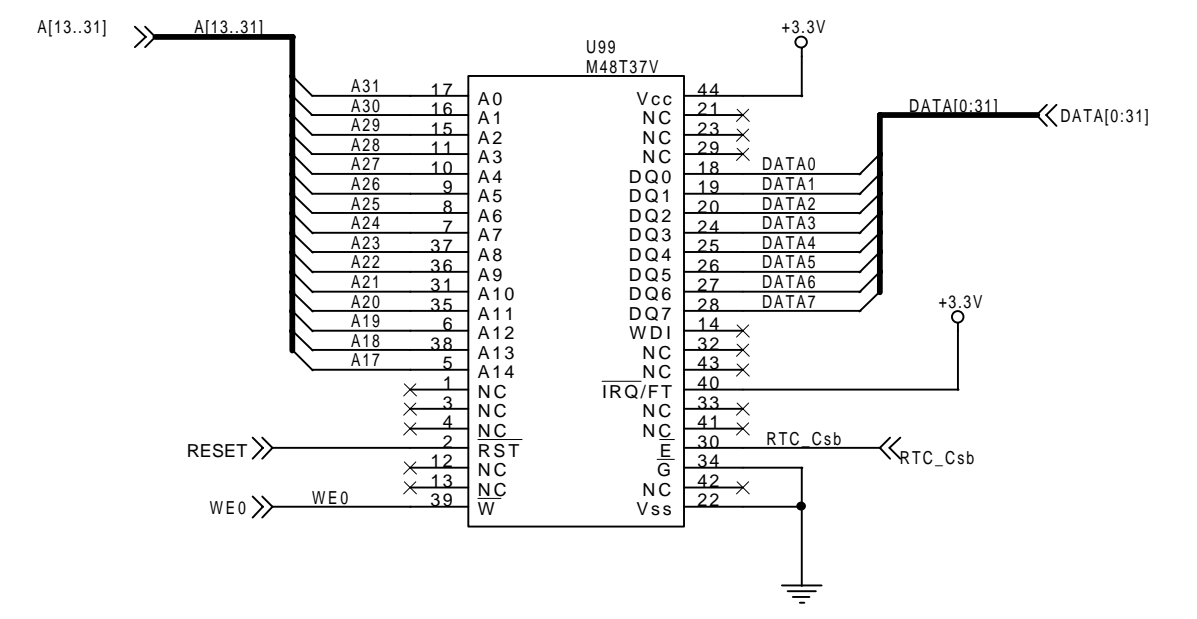 A[13..31]
A[13..31]
+3.3V
U99
M48T37V
A31 17 A0 Vcc 44
A30 16 A1 NC 21
A29 15 A2 NC 23
A28 11 A3 NC 29
A27 10 A4 DQ0 18 DATA0
A26 9 A5 DQ1 19 DATA1
A25 8 A6 DQ2 20 DATA2
A24 7 A7 DQ3 24 DATA3
A23 37 A8 DQ4 25 DATA4
A22 36 A9 DQ5 26 DATA5
A21 31 A10 DQ6 27 DATA6
A20 35 A11 DQ7 28 DATA7
A19 6 A12 WDI 14
A18 38 A13 NC 32
A17 5 A14 NC 43
1 NC IRQ/FT 40
3 NC NC 33
4 NC NC 41
RESET 2 RST E 30 RTC_Csb
RTC_Csb
12 NC G 34
13 NC NC 42
WE0 WE0 39 W Vss 22
DATA[0:31]
DATA[0:31]
+3.3V